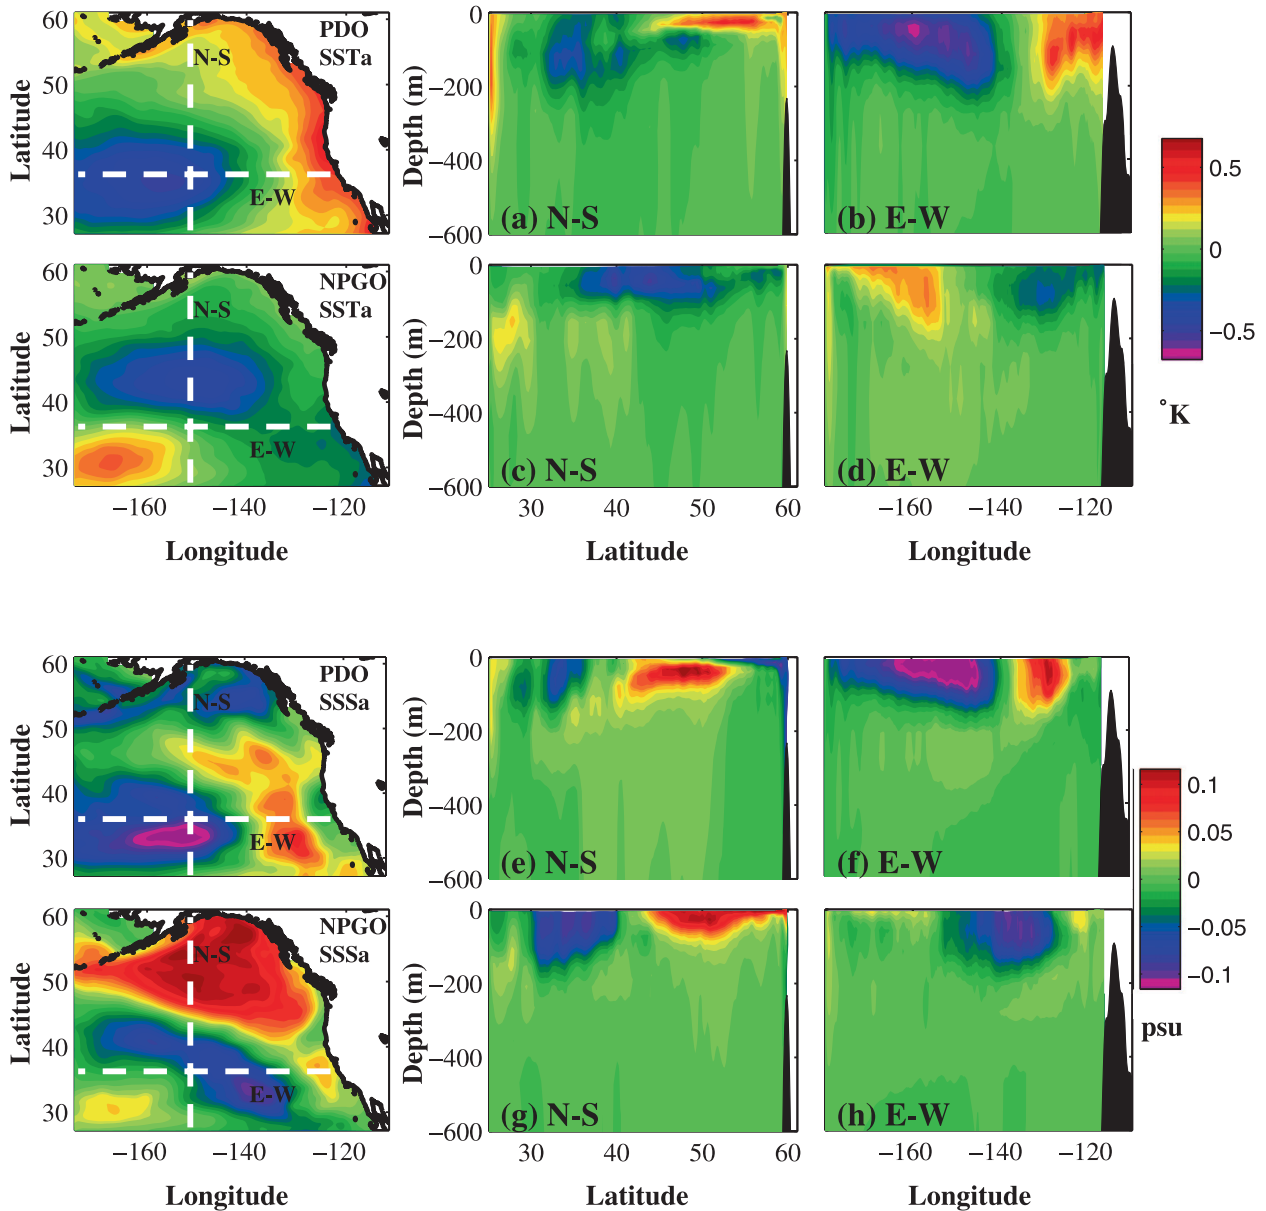 60
50
40
30
Latitude
PDO
SSTa
N-S
E-W
0
−200
−400
−600
Depth (m)
(a) N-S
(b) E-W
60
50
40
30
Latitude
NPGO
SSTa
N-S
E-W
−160
−140
−120
Longitude
0
−200
−400
−600
Depth (m)
(c) N-S
30
40
50
60
Latitude
(d) E-W
−160
−140
−120
Longitude
0.5
0
−0.5
°K
60
50
40
30
Latitude
PDO
SSSa
N-S
E-W
0
−200
−400
−600
Depth (m)
(e) N-S
(f) E-W
60
50
40
30
Latitude
NPGO
SSSa
N-S
E-W
−160
−140
−120
Longitude
0
−200
−400
−600
Depth (m)
(g) N-S
30
40
50
60
Latitude
(h) E-W
−160
−140
−120
Longitude
0.1
0.05
0
−0.05
−0.1
psu